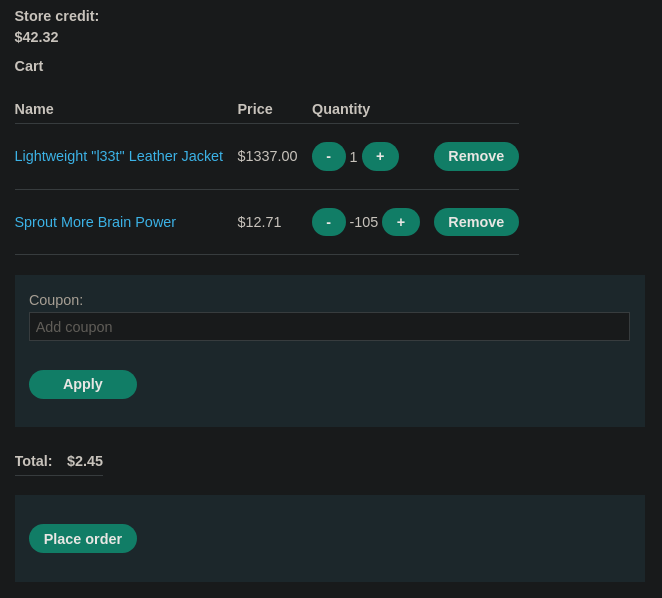 Store credit:
$42.32
Cart
Name Price Quantity
Lightweight "l33t" Leather Jacket $1337.00 - 1 + Remove
Sprout More Brain Power $12.71 - -105 + Remove
Coupon:
Add coupon
Apply
Total: $2.45
Place order